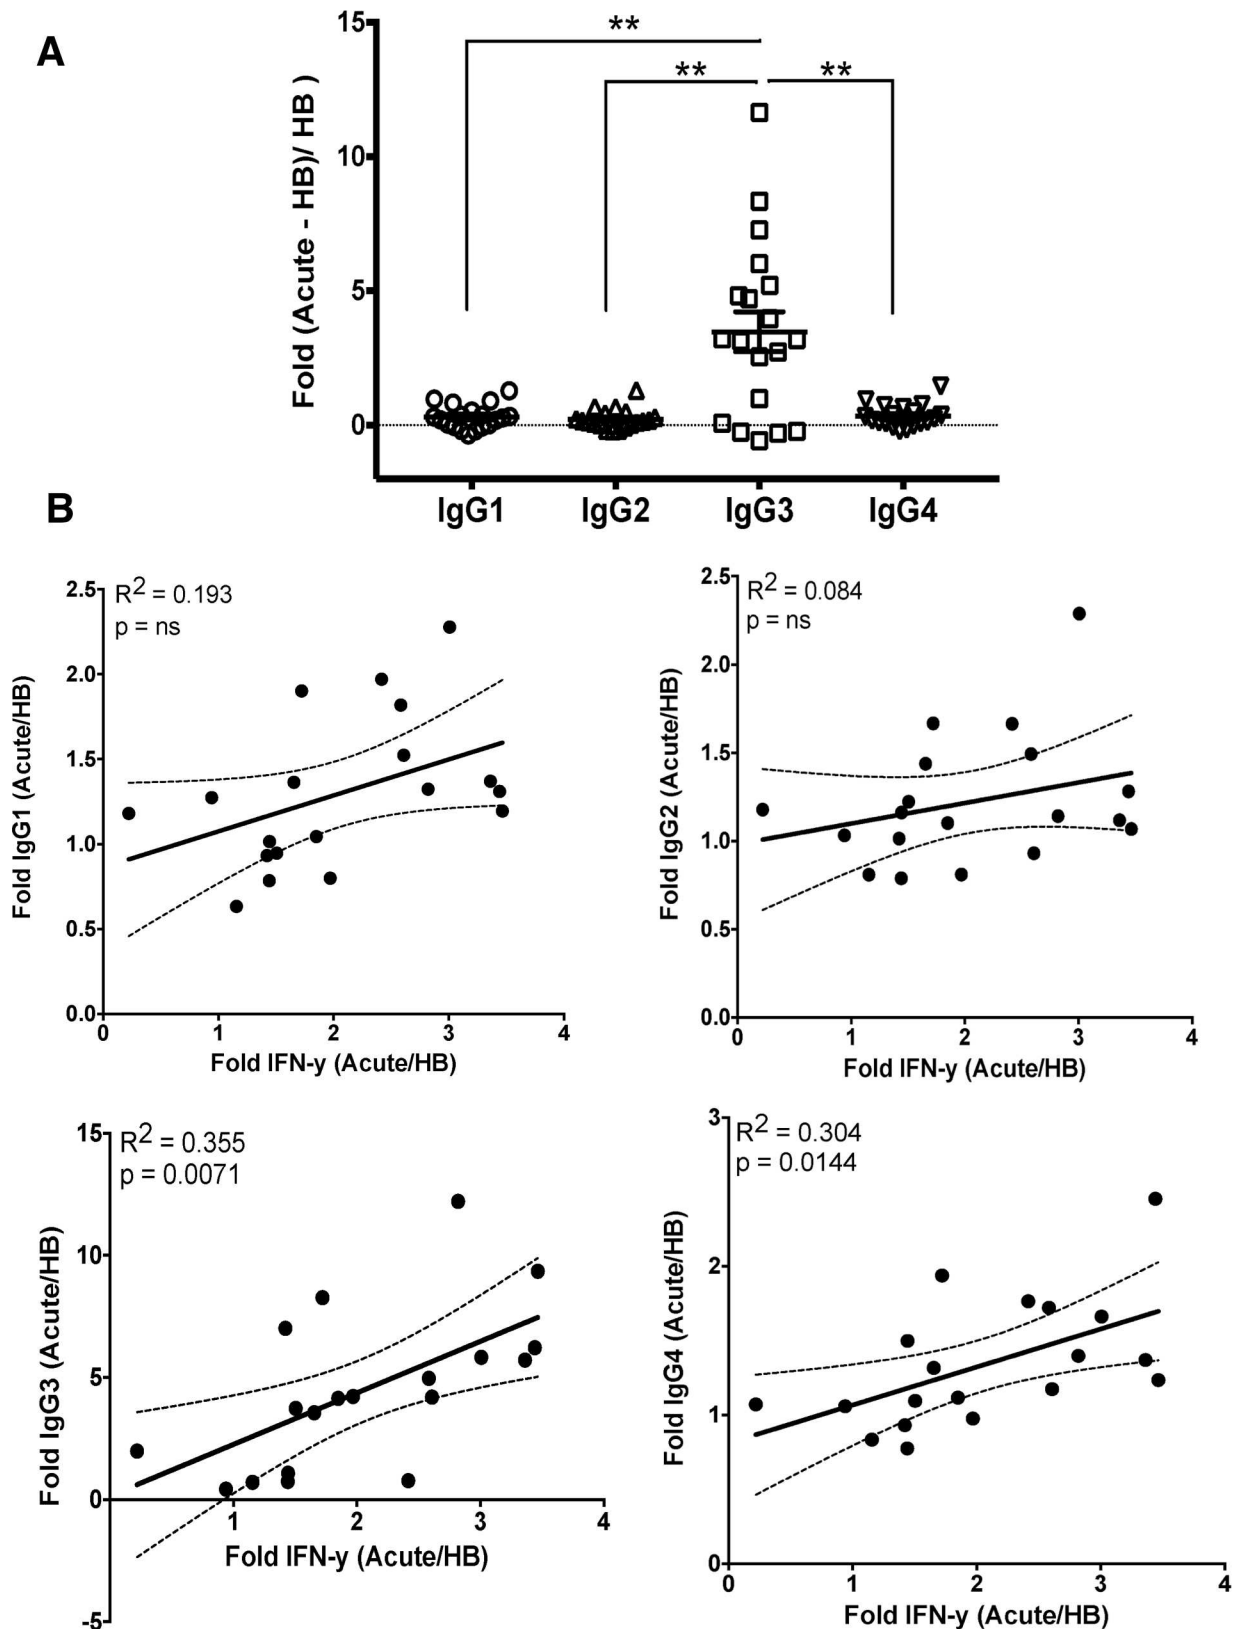 A
Fold (Acute - HB)/ HB )
15
10
5
0
**
**
**
IgG1
IgG2
IgG3
IgG4
B
R2 = 0.193
p = ns
Fold IgG1 (Acute/HB)
2.5
2.0
1.5
1.0
0.5
0.0
0
1
2
3
4
Fold IFN-y (Acute/HB)
R2 = 0.084
p = ns
Fold IgG2 (Acute/HB)
2.5
2.0
1.5
1.0
0.5
0.0
0
1
2
3
4
Fold IFN-y (Acute/HB)
R2 = 0.355
p = 0.0071
Fold IgG3 (Acute/HB)
15
10
5
0
-5
1
2
3
4
Fold IFN-y (Acute/HB)
R2 = 0.304
p = 0.0144
Fold IgG4 (Acute/HB)
3
2
1
0
0
1
2
3
4
Fold IFN-y (Acute/HB)